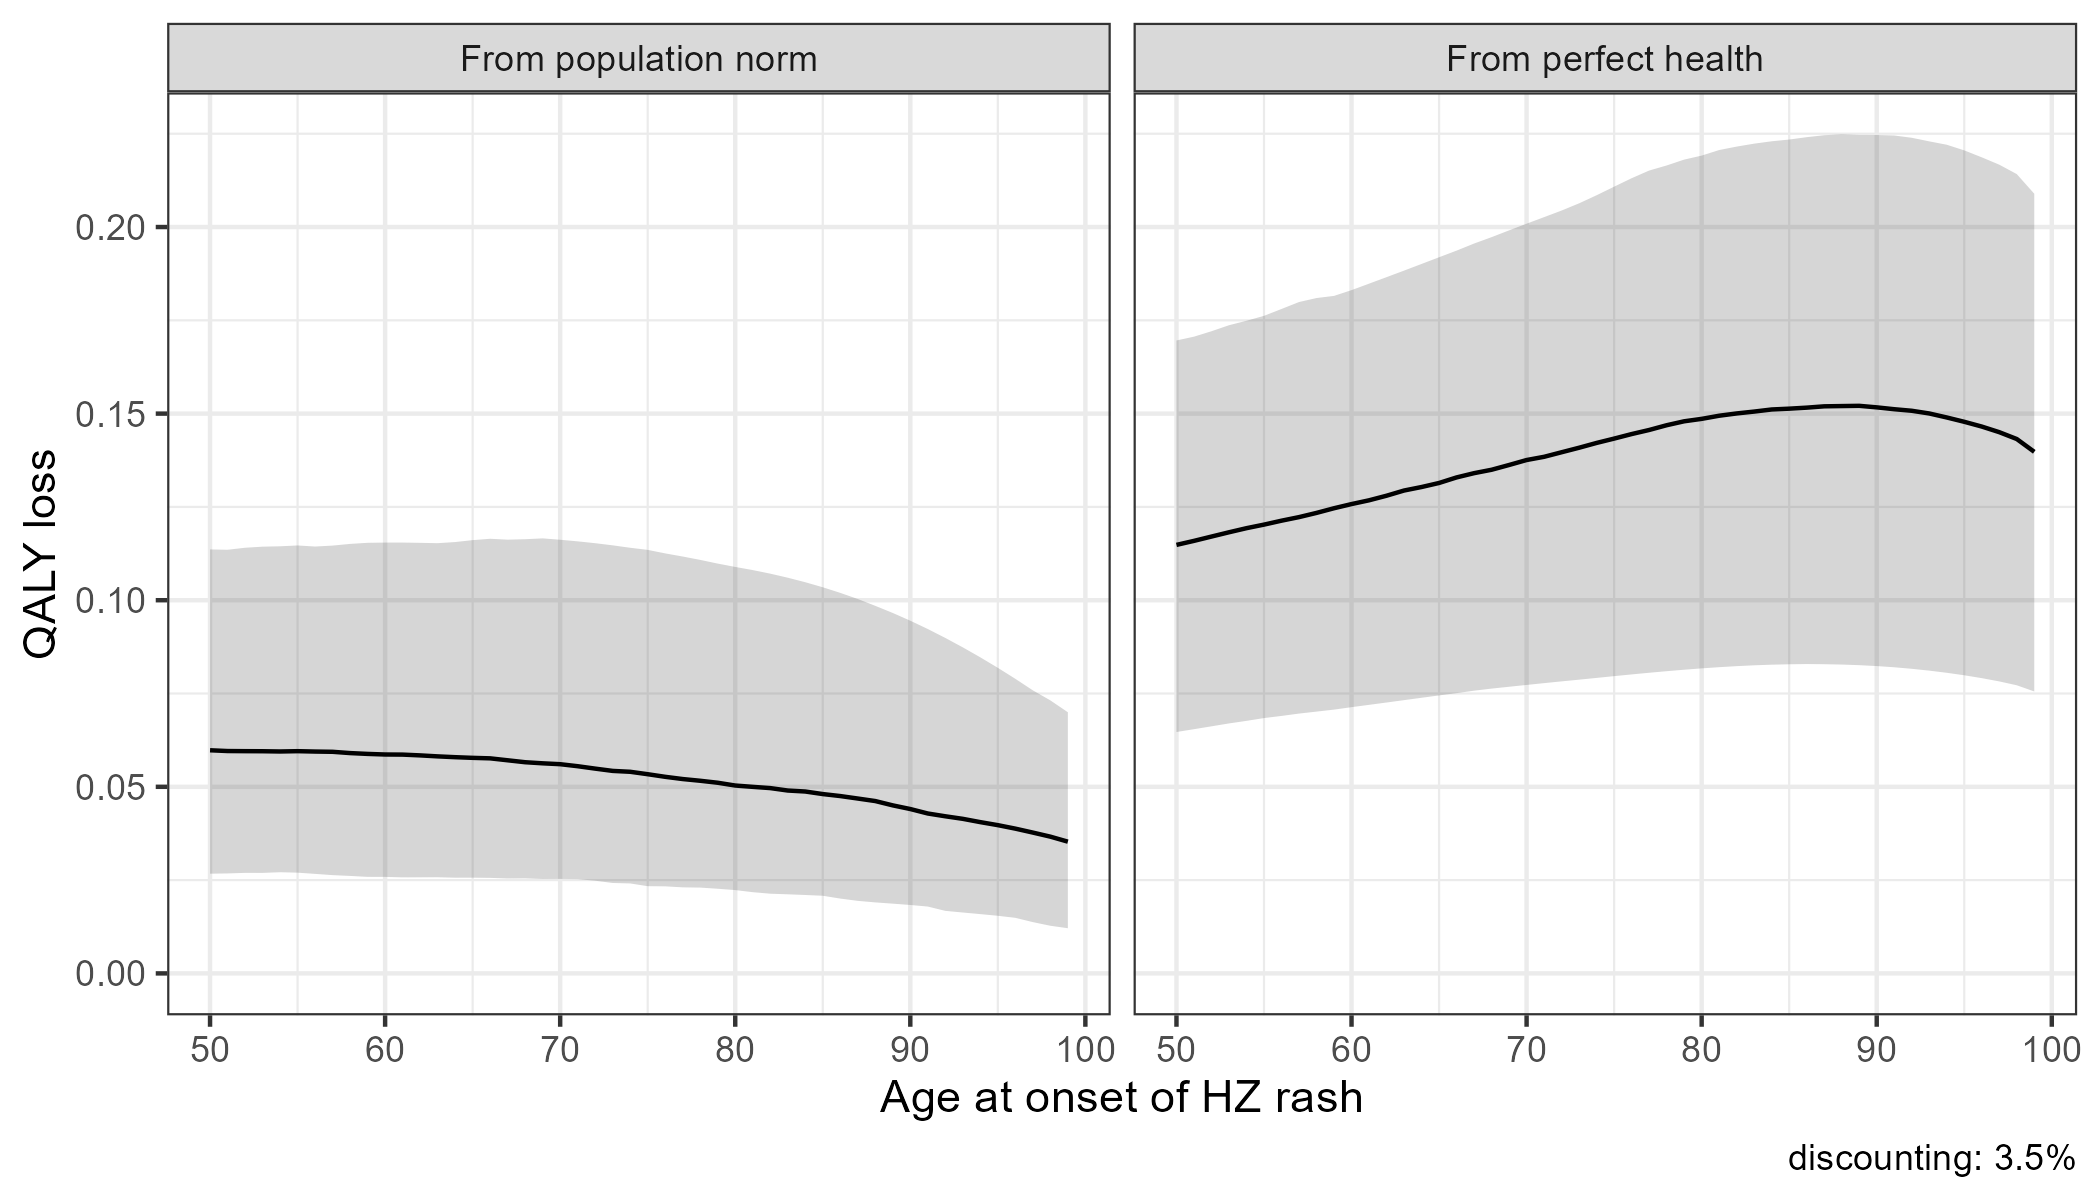 From population norm
From perfect health
QALY loss
0.20
0.15
0.10
0.05
0.00
50 60 70 80 90 100
50 60 70 80 90 100
Age at onset of HZ rash
discounting: 3.5%